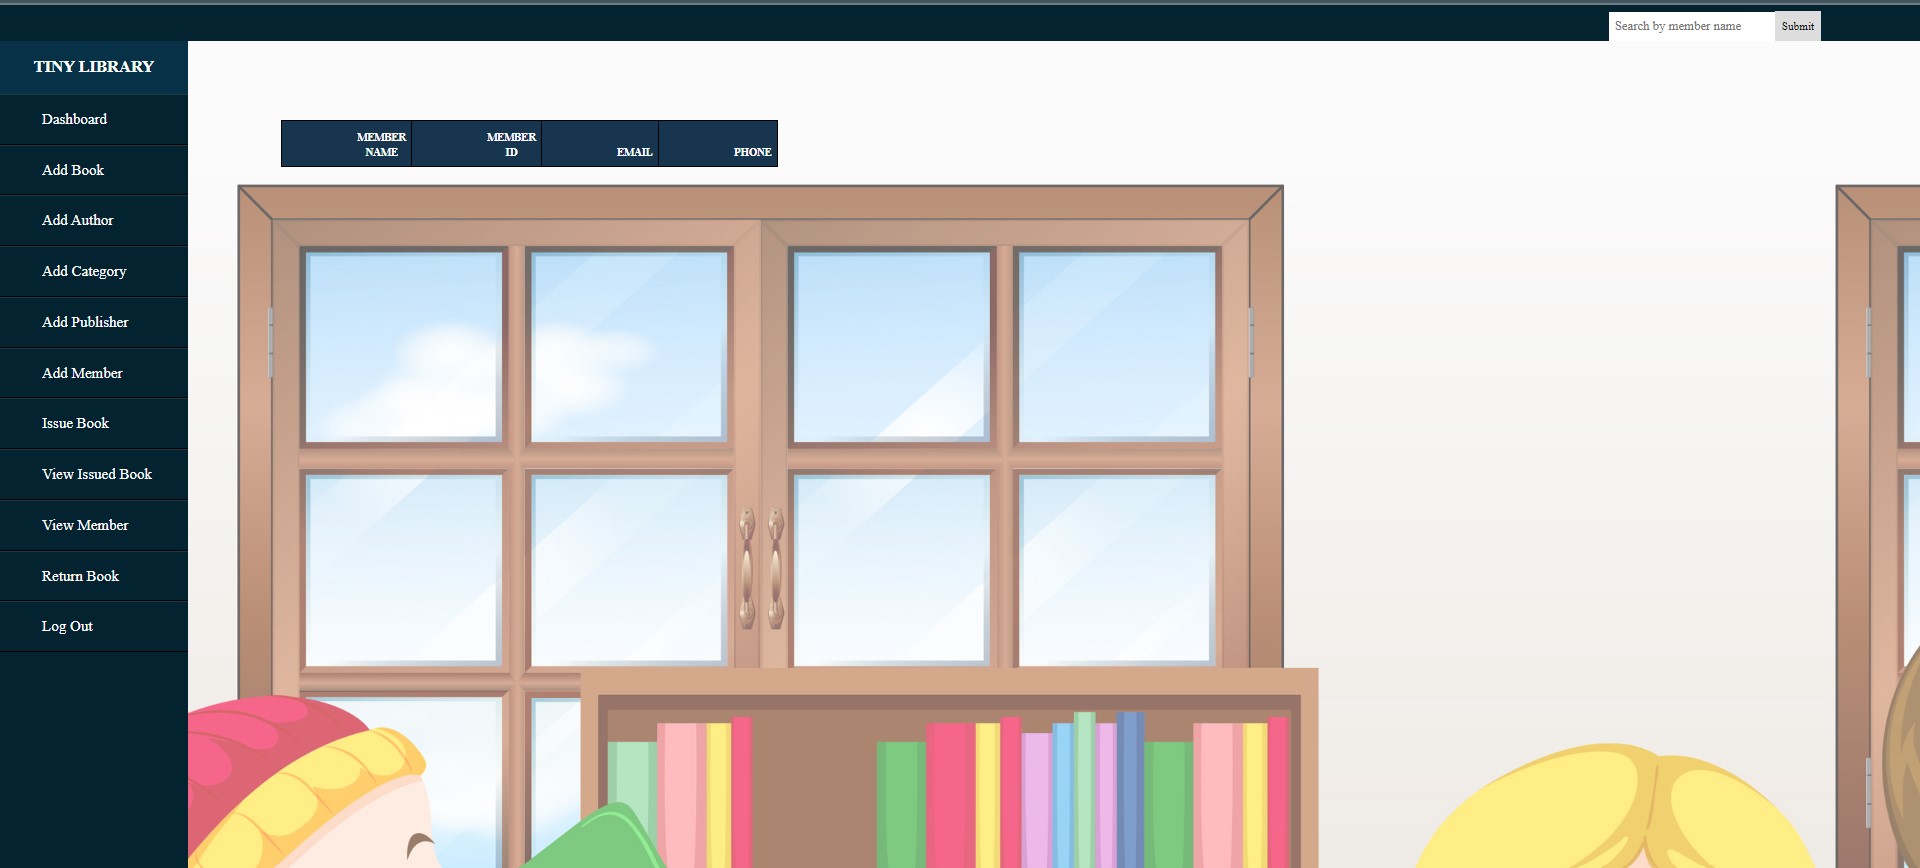 Search by member name Submit
TINY LIBRARY
Dashboard
Add Book
Add Author
Add Category
Add Publisher
Add Member
Issue Book
View Issued Book
View Member
Return Book
Log Out
MEMBER NAME
MEMBER ID
EMAIL
PHONE